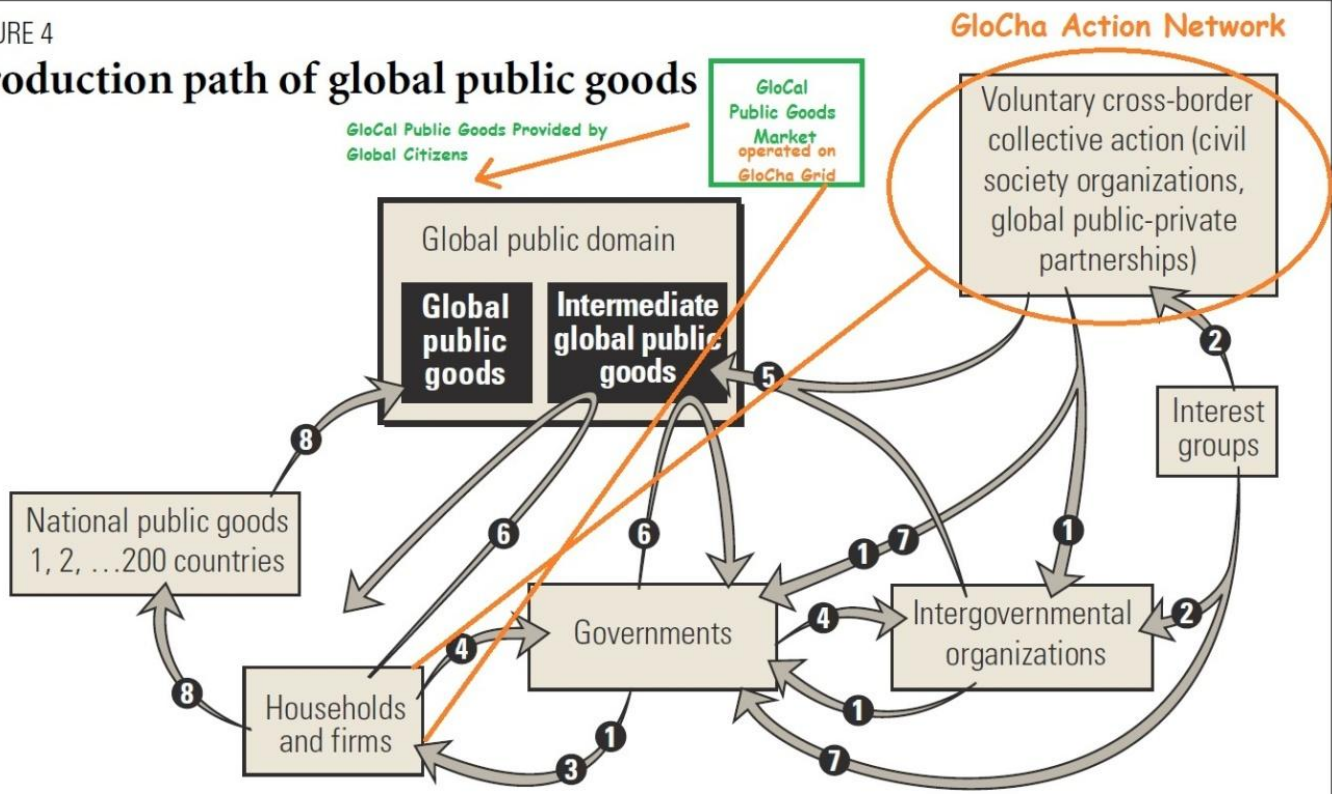 URE 4
roduction path of global public goods
GloCha Action Network
GloCal
Public Goods
Market
operated on
GloCha Grid
GloCal Public Goods Provided by
Global Citizens
Voluntary cross-border
collective action (civil
society organizations,
global public-private
partnerships)
Global public domain
Global
public
goods
Intermediate
global public
goods
2
5
Interest
groups
8
National public goods
1, 2, …200 countries
6
6
1
7
1
Governments
4
Intergovernmental
organizations
2
4
8
Households
and firms
1
3
1
7